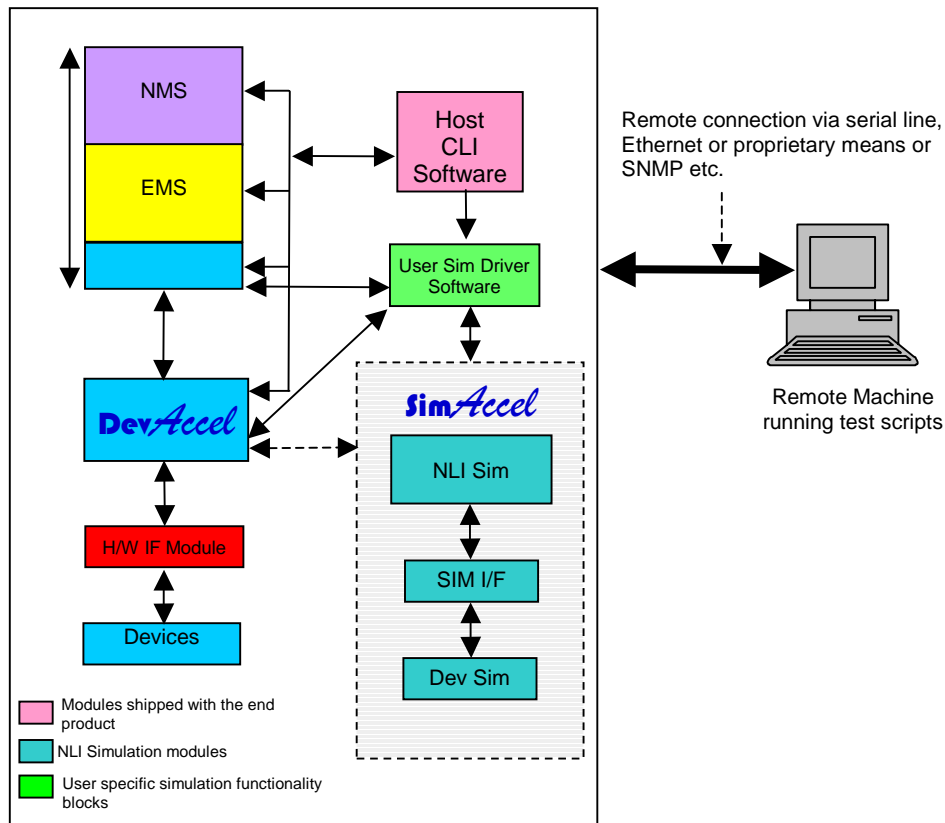 NMS
EMS
Host
CLI
Software
User Sim Driver
Software
Remote connection via serial line,
Ethernet or proprietary means or
SNMP etc.
Remote Machine
running test scripts
DevAccel
SimAccel
NLI Sim
SIM I/F
Dev Sim
H/W IF Module
Devices
Modules shipped with the end
product
NLI Simulation modules
User specific simulation functionality
blocks